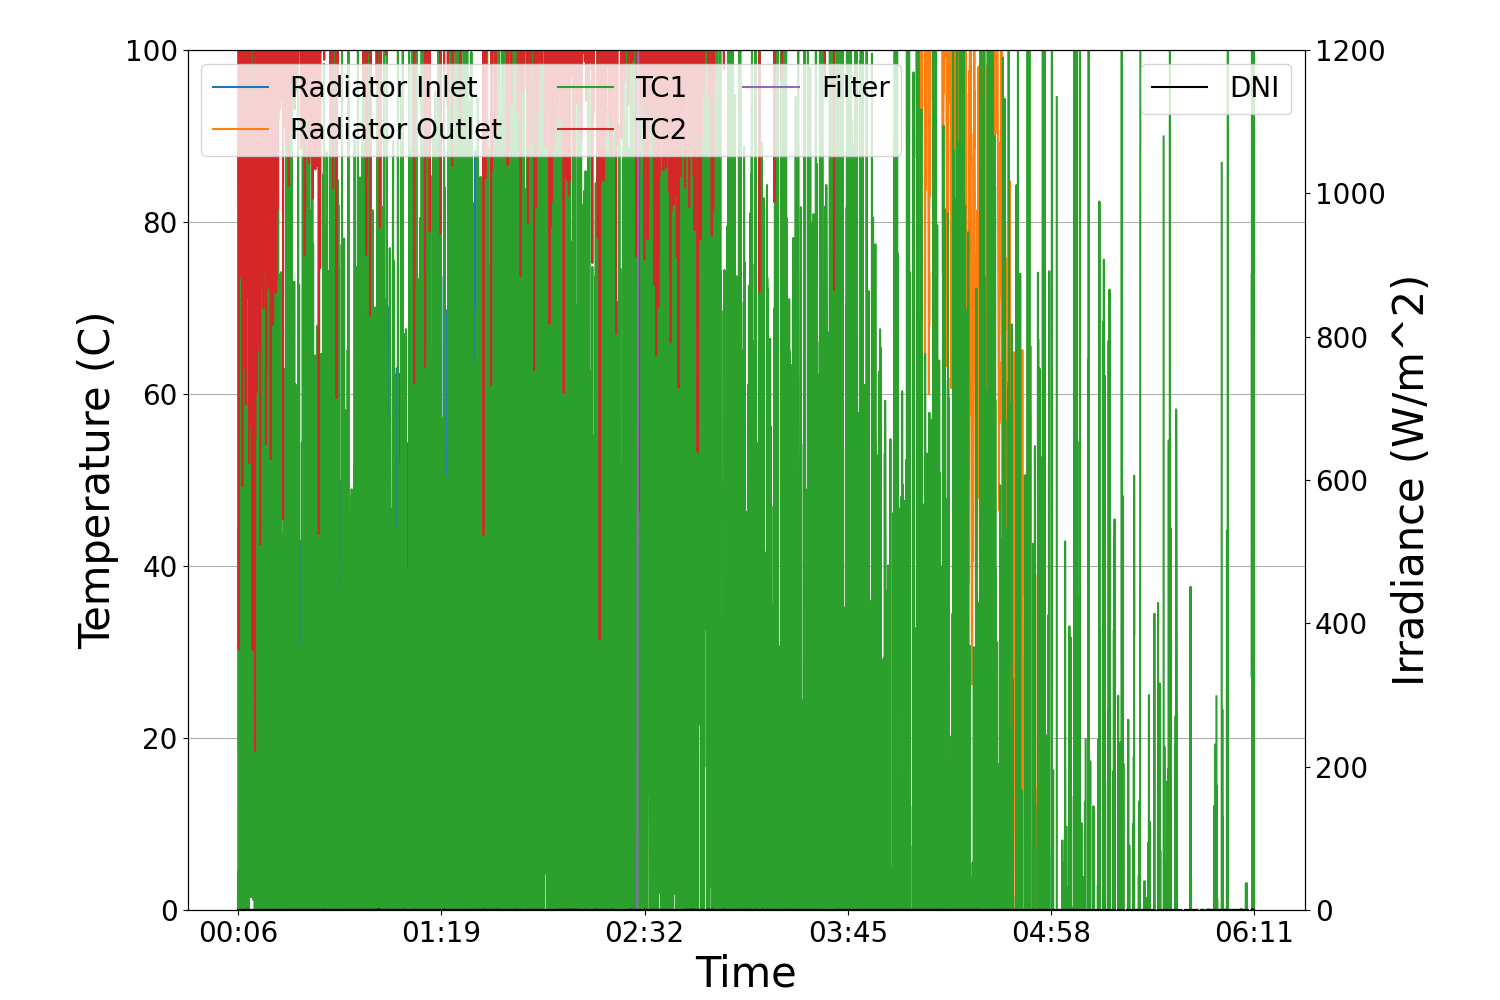 100
80
60
40
20
0
Temperature (C)
Radiator Inlet
Radiator Outlet
TC1
TC2
Filter
DNI
1200
1000
800
600
400
200
0
Irradiance (W/m^2)
00:06 01:19 02:32 03:45 04:58 06:11
Time